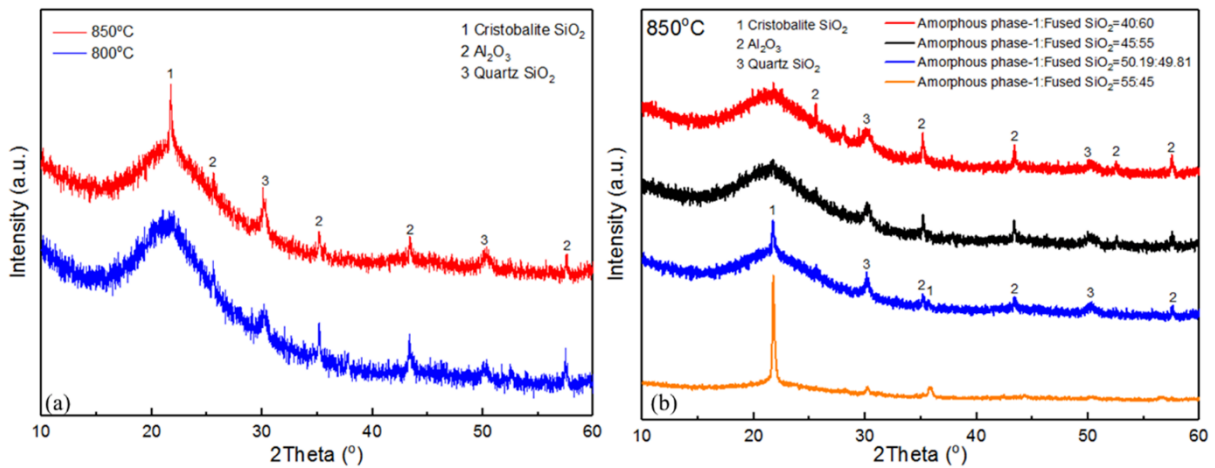 850°C
800°C
1 Cristobalite SiO₂
2 Al₂O₃
3 Quartz SiO₂
1
2
3
2
2
3
2
Intensity (a.u.)
(a)
10 20 30 40 50 60
2Theta (°)
850°C
1 Cristobalite SiO₂
2 Al₂O₃
3 Quartz SiO₂
Amorphous phase-1:Fused SiO₂=40:60
Amorphous phase-1:Fused SiO₂=45:55
Amorphous phase-1:Fused SiO₂=50.19:49.81
Amorphous phase-1:Fused SiO₂=55:45
2
3
2
2
3
2
2
1
3
2
1
2
3
2
Intensity (a.u.)
(b)
10 20 30 40 50 60
2Theta (°)